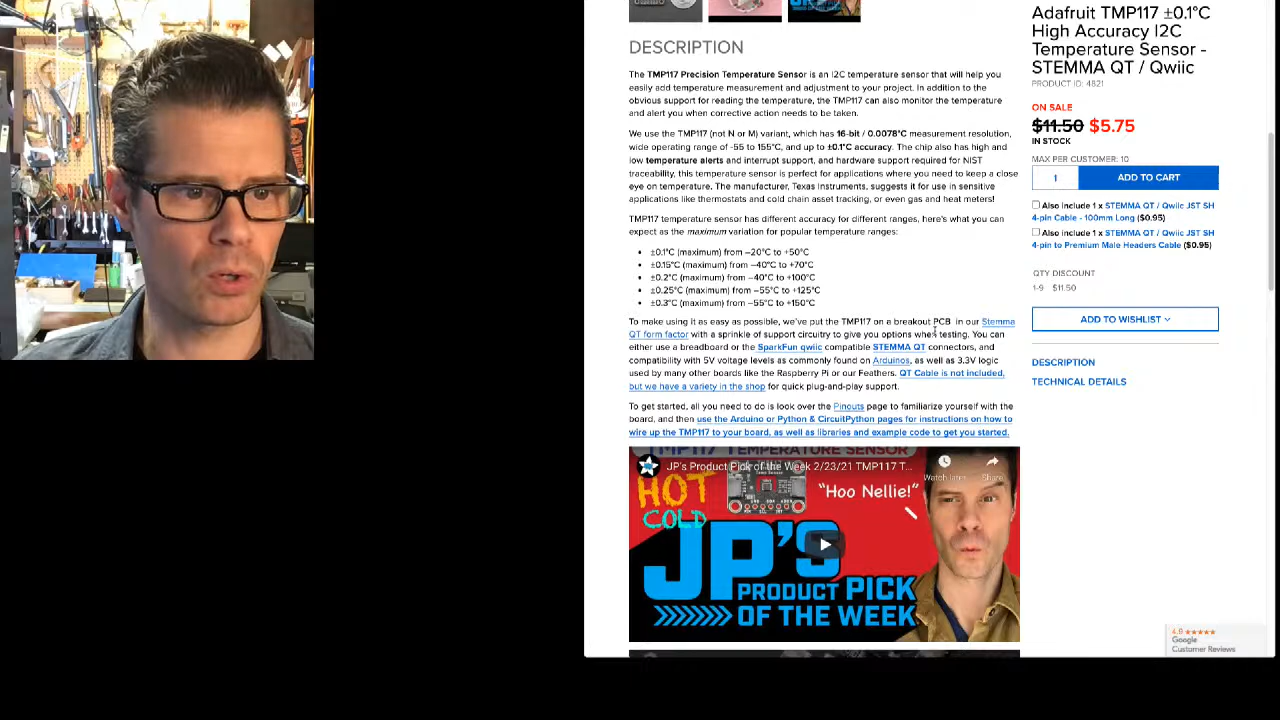 DESCRIPTION
The TMP117 Precision Temperature Sensor is an I2C temperature sensor that will help you
easily add temperature measurement and adjustment to your project. In addition to the
obvious support for reading the temperature, the TMP117 can also monitor the temperature
and alert you when corrective action needs to be taken.
We use the TMP117 (not N or M) variant, which has 16-bit / 0.0078°C measurement resolution,
wide operating range of -55 to 155°C, and up to ±0.1°C accuracy. The chip also has high and
low temperature alerts and interrupt support, and hardware support required for NIST
traceability, this temperature sensor is perfect for applications where you need to keep a close
eye on temperature. The manufacturer, Texas Instruments, suggests it for use in sensitive
applications like thermostats and cold chain asset tracking, or even gas and heat meters!
TMP117 temperature sensor has different accuracy for different ranges, here's what you can
expect as the maximum variation for popular temperature ranges:
• ±0.1°C (maximum) from –20°C to +50°C
• ±0.15°C (maximum) from –40°C to +70°C
• ±0.2°C (maximum) from –40°C to +100°C
• ±0.25°C (maximum) from –55°C to +125°C
• ±0.3°C (maximum) from –55°C to +150°C
To make using it as easy as possible, we've put the TMP117 on a breakout PCB in our Stemma
QT form factor with a sprinkle of support circuitry to give you options when testing. You can
either use a breadboard or the SparkFun qwiic compatible STEMMA QT connectors, and
compatibility with 5V voltage levels as commonly found on Arduinos, as well as 3.3V logic
used by many other boards like the Raspberry Pi or our Feathers. QT Cable is not included,
but we have a variety in the shop for quick plug-and-play support.
To get started, all you need to do is look over the Pinouts page to familiarize yourself with the
board, and then use the Arduino or Python & CircuitPython pages for instructions on how to
wire up the TMP117 to your board, as well as libraries and example code to get you started.
TMP117 TEMPERATURE SENSOR
JP's Product Pick of the Week 2/23/21 TMP117 T...
Watch later
Share
HOT
COLD
"Hoo Nellie!"
JP'S
PRODUCT PICK
OF THE WEEK
Adafruit TMP117 ±0.1°C
High Accuracy I2C
Temperature Sensor -
STEMMA QT / Qwiic
PRODUCT ID: 4821
ON SALE
$11.50 $5.75
IN STOCK
MAX PER CUSTOMER: 10
1 ADD TO CART
Also Include 1 x STEMMA QT / Qwiic JST SH
4-pin Cable - 100mm Long ($0.95)
Also Include 1 x STEMMA QT / Qwiic JST SH
4-pin to Premium Male Headers Cable ($0.95)
QTY DISCOUNT
1-9 $11.50
ADD TO WISHLIST
DESCRIPTION
TECHNICAL DETAILS
4.9 ★★★★★
Google
Customer Reviews